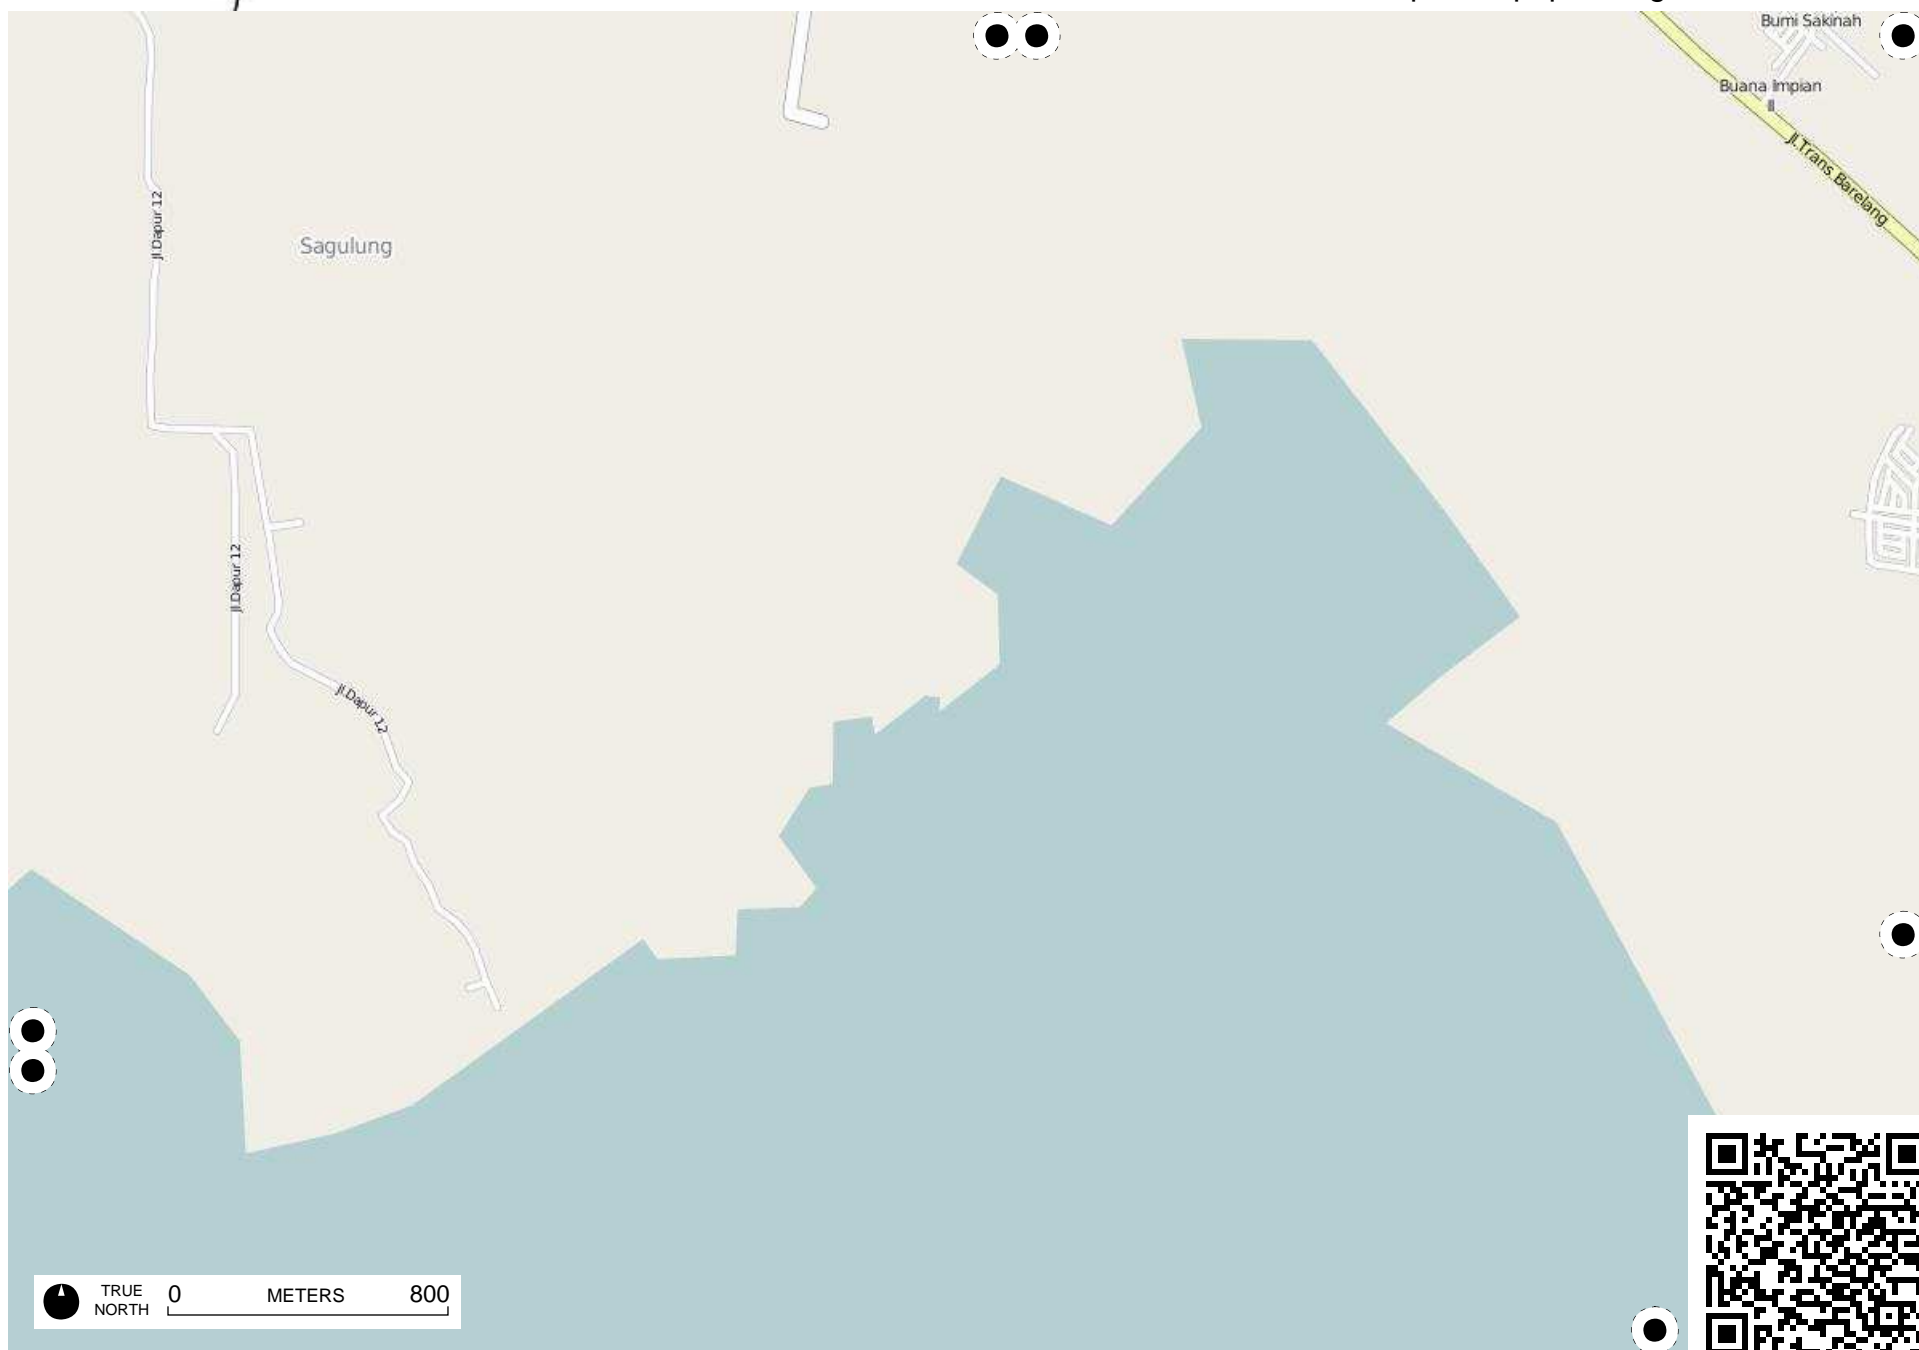 Bumi Sakinah
Buana Impian
II
Jl.Trans Barelang
Jl.Dapur 12
Sagulung
Jl.Dapur 12
Jl.Dapur 12
TRUE
NORTH
0 METERS 800